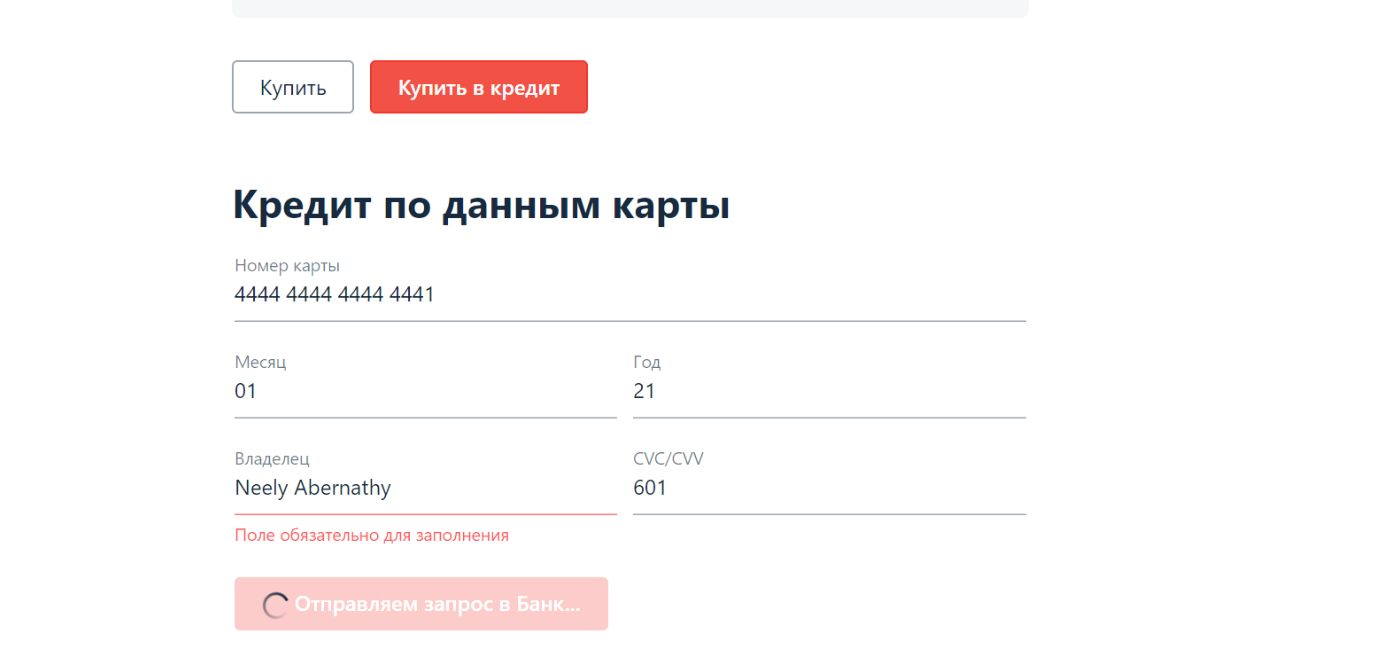 Купить
Купить в кредит
Кредит по данным карты
Номер карты
4444 4444 4444 4441
Месяц
Год
01
21
Владелец
CVC/CVV
Neely Abernathy
601
Поле обязательно для заполнения
Отправляем запрос в Банк...